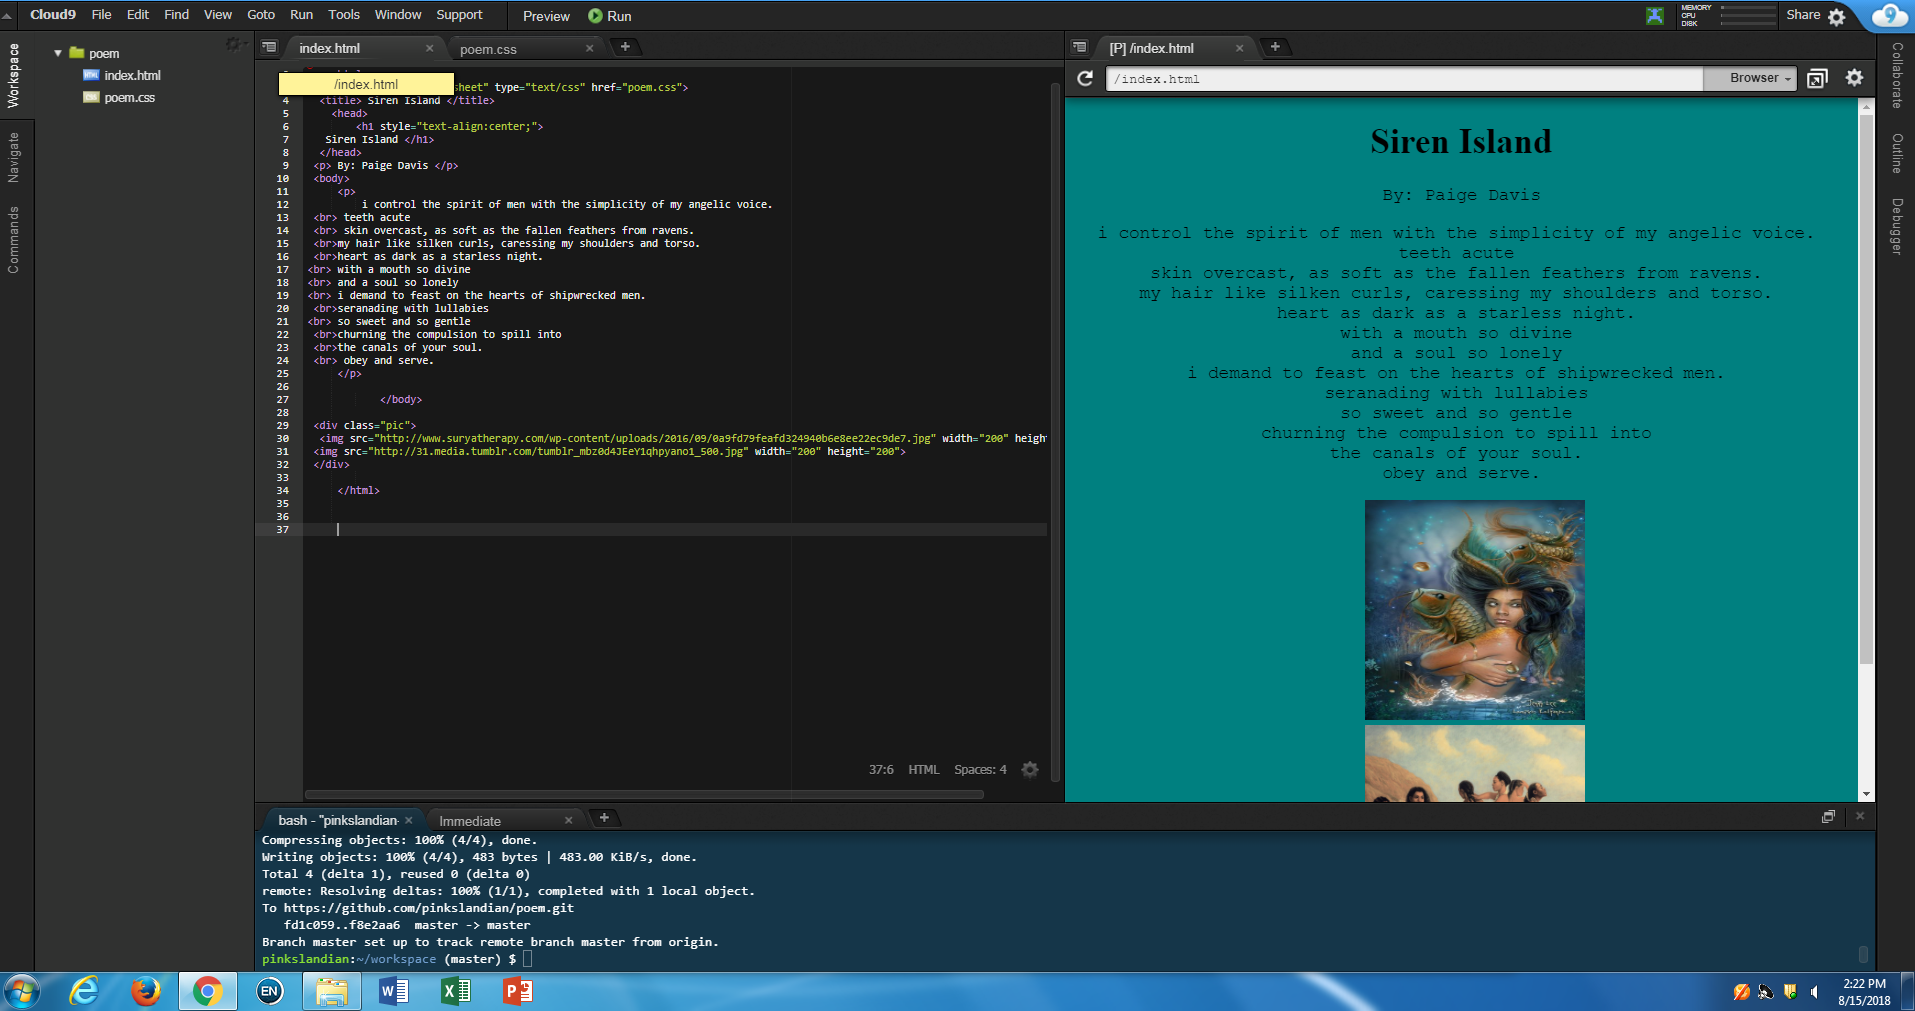 Cloud9 File Edit Find View Goto Run Tools Window Support Preview Run MEMORY CPU DISK Share
Workspace
Navigate
Commands
poem
index.html
poem.css
index.html poem.css
/index.html
sheet" type="text/css" href="poem.css">
4 <title> Siren Island </title>
5 <head>
6 <h1 style="text-align:center;">
7 Siren Island </h1>
8 </head>
9 <p> By: Paige Davis </p>
10 <body>
11 <p>
12 i control the spirit of men with the simplicity of my angelic voice.
13 <br> teeth acute
14 <br> skin overcast, as soft as the fallen feathers from ravens.
15 <br>my hair like silken curls, caressing my shoulders and torso.
16 <br>heart as dark as a starless night.
17 <br> with a mouth so divine
18 <br> and a soul so lonely
19 <br> i demand to feast on the hearts of shipwrecked men.
20 <br>seranading with lullabies
21 <br> so sweet and so gentle
22 <br>churning the compulsion to spill into
23 <br>the canals of your soul.
24 <br> obey and serve.
25 </p>
26
27 </body>
28
29 <div class="pic">
30 <img src="http://www.suryatherapy.com/wp-content/uploads/2016/09/0a9fd79feafd324940b6e8ee22ec9de7.jpg" width="200" heigh
31 <img src="http://31.media.tumblr.com/tumblr_mbz0d4JEeY1qhpyano1_500.jpg" width="200" height="200">
32 </div>
33
34 </html>
35
36
37
37:6 HTML Spaces: 4
[P] /index.html
/index.html Browser
Siren Island
By: Paige Davis
i control the spirit of men with the simplicity of my angelic voice.
teeth acute
skin overcast, as soft as the fallen feathers from ravens.
my hair like silken curls, caressing my shoulders and torso.
heart as dark as a starless night.
with a mouth so divine
and a soul so lonely
i demand to feast on the hearts of shipwrecked men.
seranading with lullabies
so sweet and so gentle
churning the compulsion to spill into
the canals of your soul.
obey and serve.
Collaborate
Outline
Debugger
bash - "pinkslandian- Immediate
Compressing objects: 100% (4/4), done.
Writing objects: 100% (4/4), 483 bytes | 483.00 KiB/s, done.
Total 4 (delta 1), reused 0 (delta 0)
remote: Resolving deltas: 100% (1/1), completed with 1 local object.
To https://github.com/pinkslandian/poem.git
fd1c059..f8e2aa6 master -> master
Branch master set up to track remote branch master from origin.
pinkslandian:~/workspace (master) $
EN
2:22 PM
8/15/2018